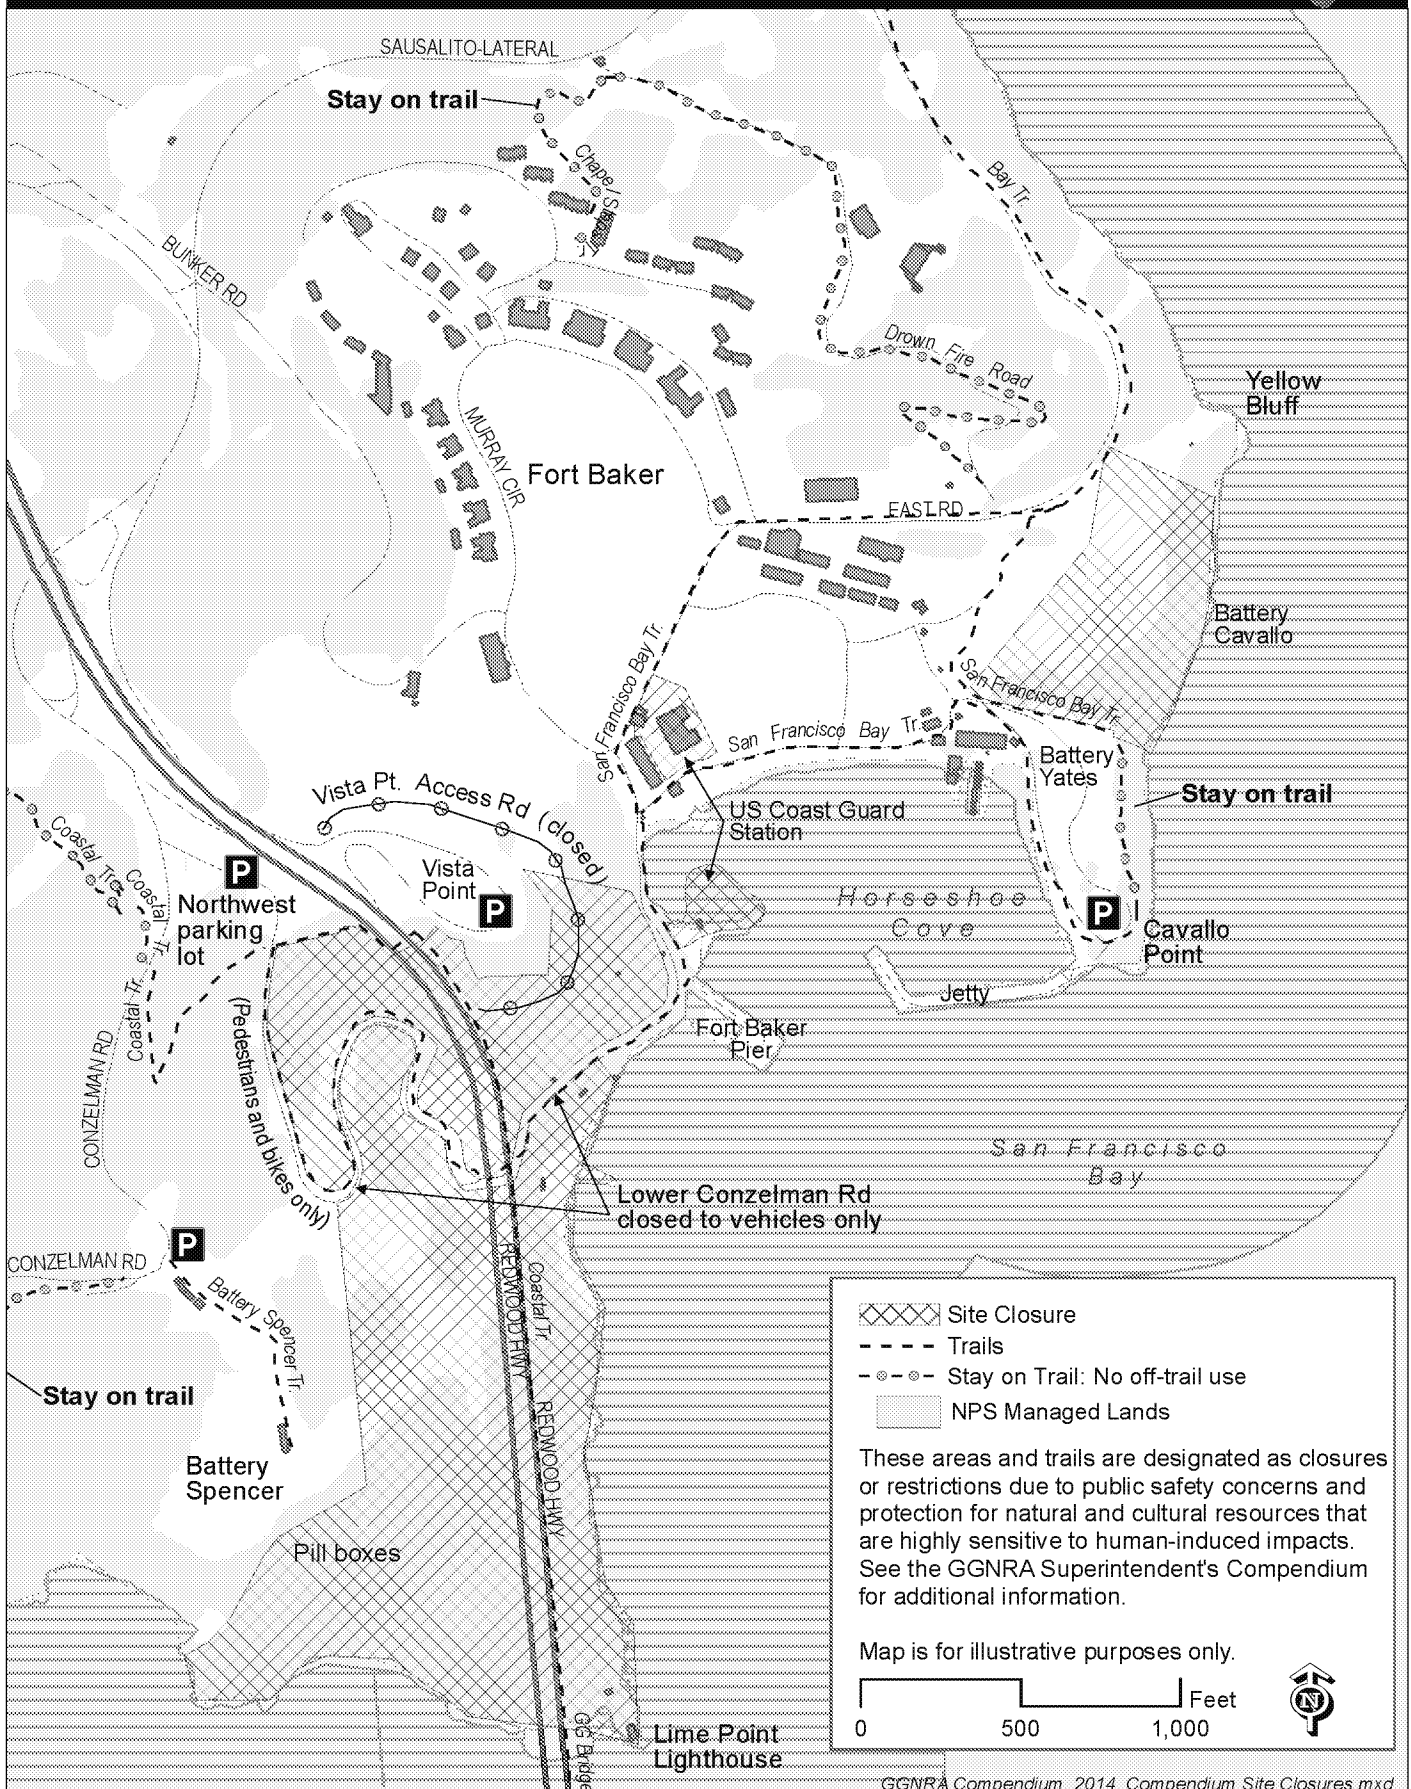 SAUSALITO-LATERAL
Stay on trail
Chapel Steps Tr.
Bay Tr.
BUNKER RD
Drown Fire Road
Yellow
Bluff
MURRAY CIR
Fort Baker
EAST RD
Battery
Cavallo
San Francisco Bay Tr.
San Francisco Bay Tr.
San Francisco Bay Tr.
Battery
Yates
Stay on trail
US Coast Guard
Station
Vista Pt. Access Rd (closed)
Vista
Point
P
P
Coastal Tr.
Coastal Tr.
Northwest
parking
lot
Horseshoe
Cove
P
Cavallo
Point
Jetty
Coastal Tr.
CONZELMAN RD
(Pedestrians and bikes only)
Fort Baker
Pier
San Francisco
Bay
Lower Conzelman Rd
closed to vehicles only
P
CONZELMAN RD
Battery Spencer Tr.
REDWOOD HWY
Coastal Tr.
Stay on trail
REDWOOD HWY
Battery
Spencer
Pill boxes
GG Bridge
Lime Point
Lighthouse
Site Closure
Trails
Stay on Trail: No off-trail use
NPS Managed Lands
These areas and trails are designated as closures
or restrictions due to public safety concerns and
protection for natural and cultural resources that
are highly sensitive to human-induced impacts.
See the GGNRA Superintendent's Compendium
for additional information.
Map is for illustrative purposes only.
Feet
0 500 1,000
N
GGNRA Compendium_2014_Compendium Site Closures.mxd